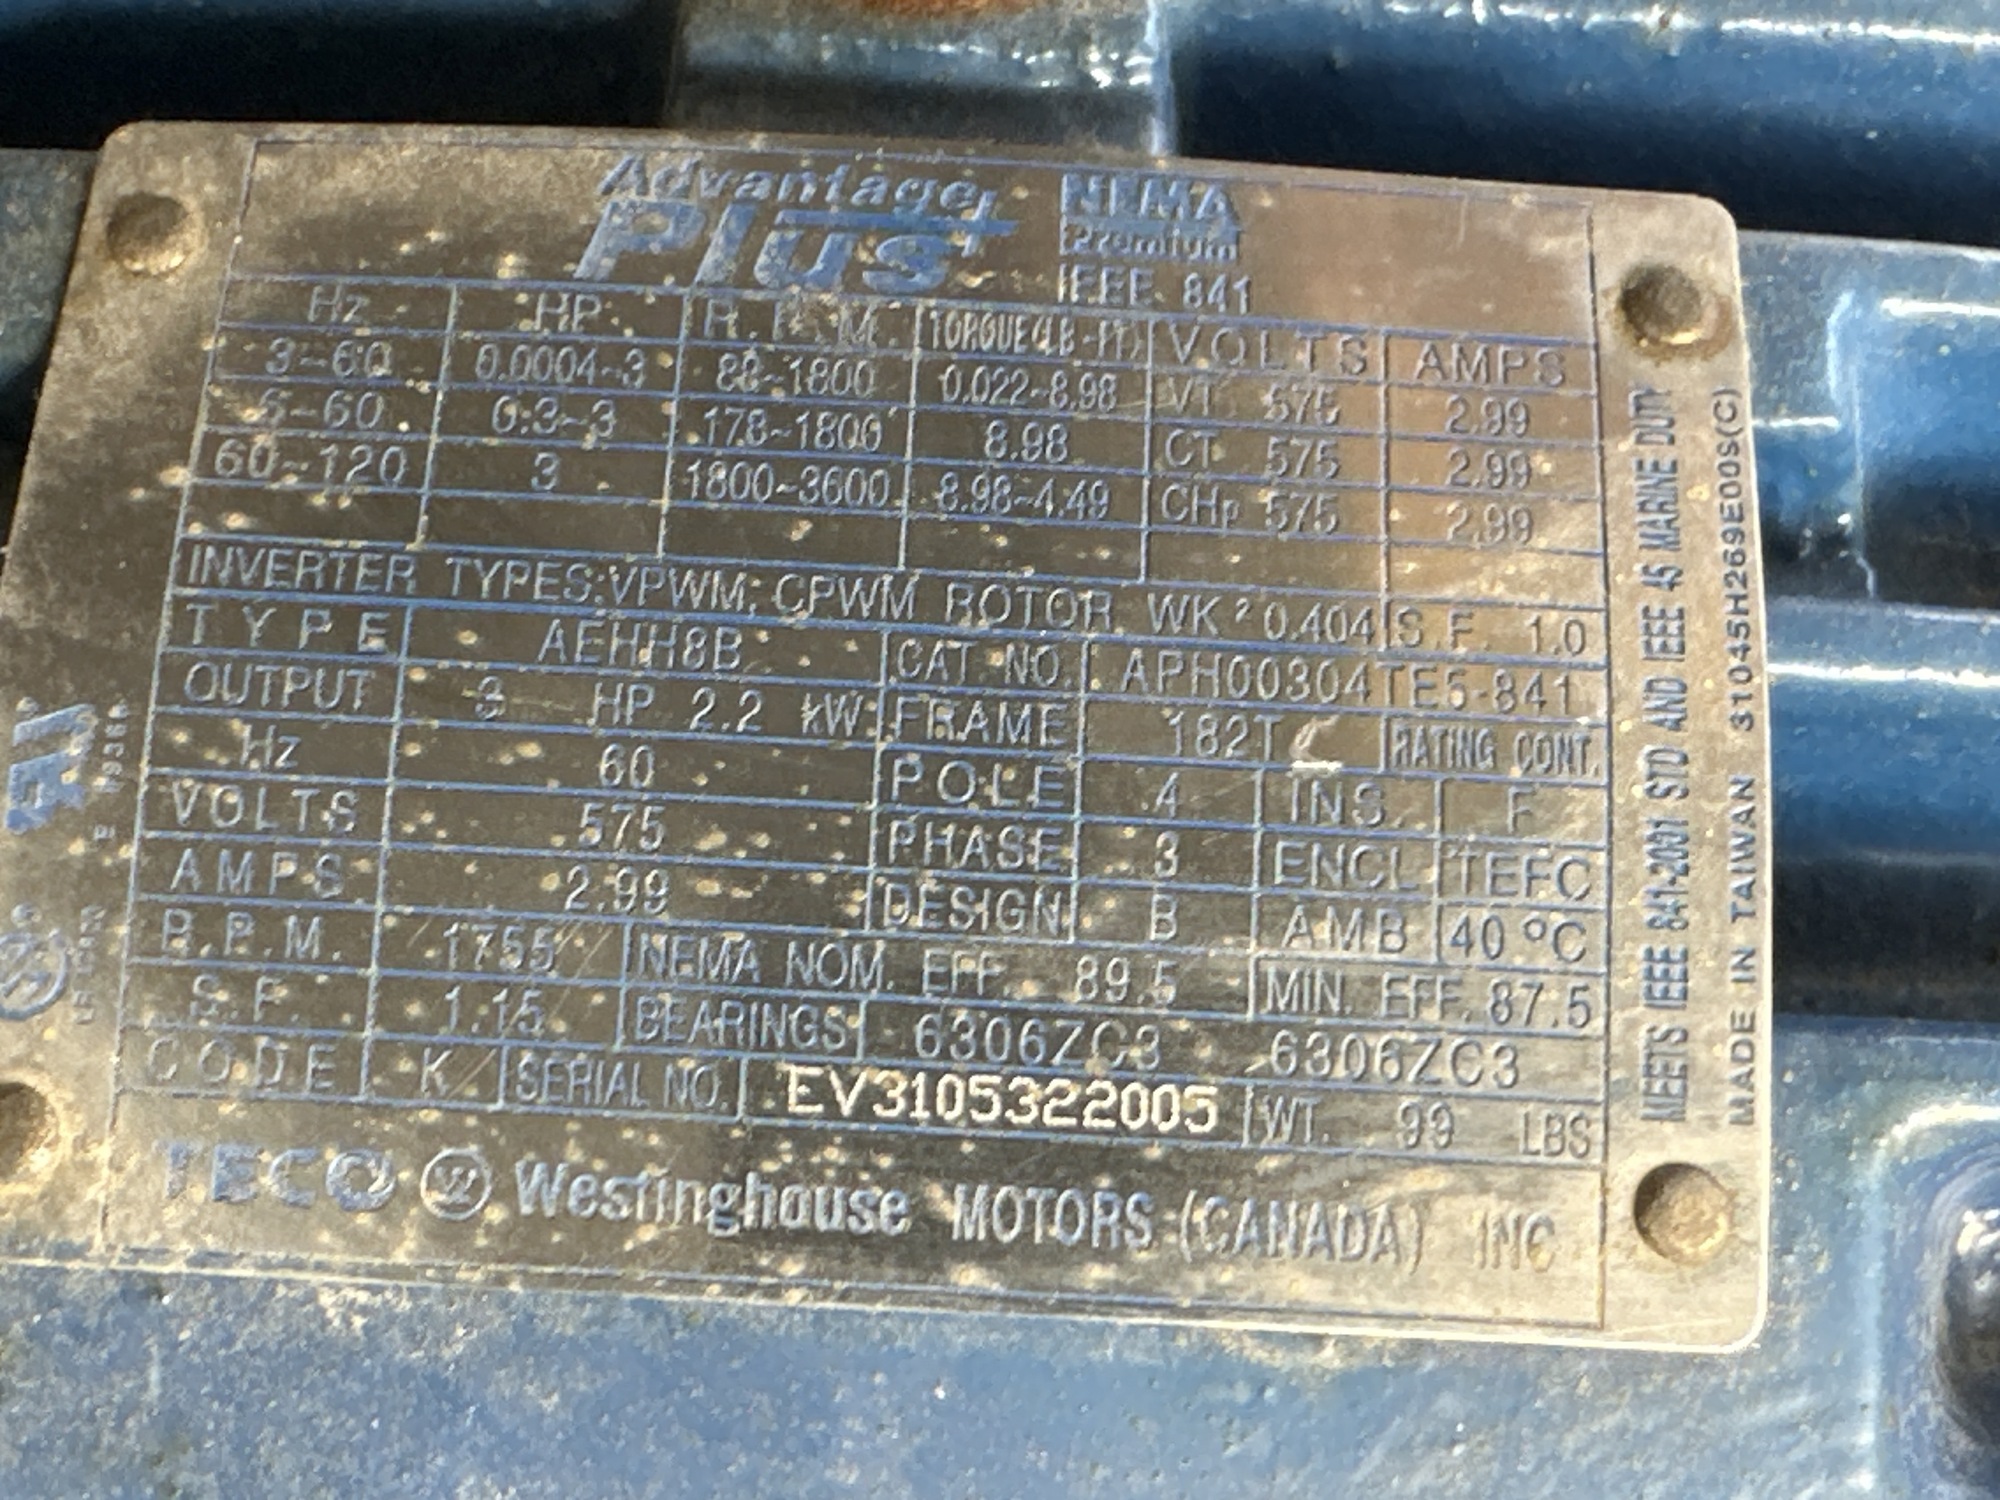 Advantage NEMA
Plus Premium
IEEE 841
Hz HP R.P.M. TORQUE(LB-FT) VOLTS AMPS
3~60 0.0004~3 88~1800 0.022~8.98 VT 575 2.99
6~60 0.3~3 178~1800 8.98 CT 575 2.99
60~120 3 1800~3600 8.98~4.49 CHp 575 2.99
INVERTER TYPES:VPWM; CPWM ROTOR WK² 0.404 S.F. 1.0
TYPE AEHH8B CAT NO. APH00304TE5-841
OUTPUT 3 HP 2.2 kW FRAME 182T C RATING CONT.
Hz 60 POLE 4 INS. F
VOLTS 575 PHASE 3 ENCL TEFC
AMPS 2.99 DESIGN B AMB 40 °C
R.P.M. 1755 NEMA NOM. EFF. 89.5 MIN. EFF. 87.5
S.F. 1.15 BEARINGS 6306ZC3 6306ZC3
CODE K SERIAL NO. EV3105322005 WT. 99 LBS
TECO W Westinghouse MOTORS (CANADA) INC
MEETS IEEE 841-2001 STD AND IEEE 45 MARINE DUTY
MADE IN TAIWAN 31045H269E00S(C)